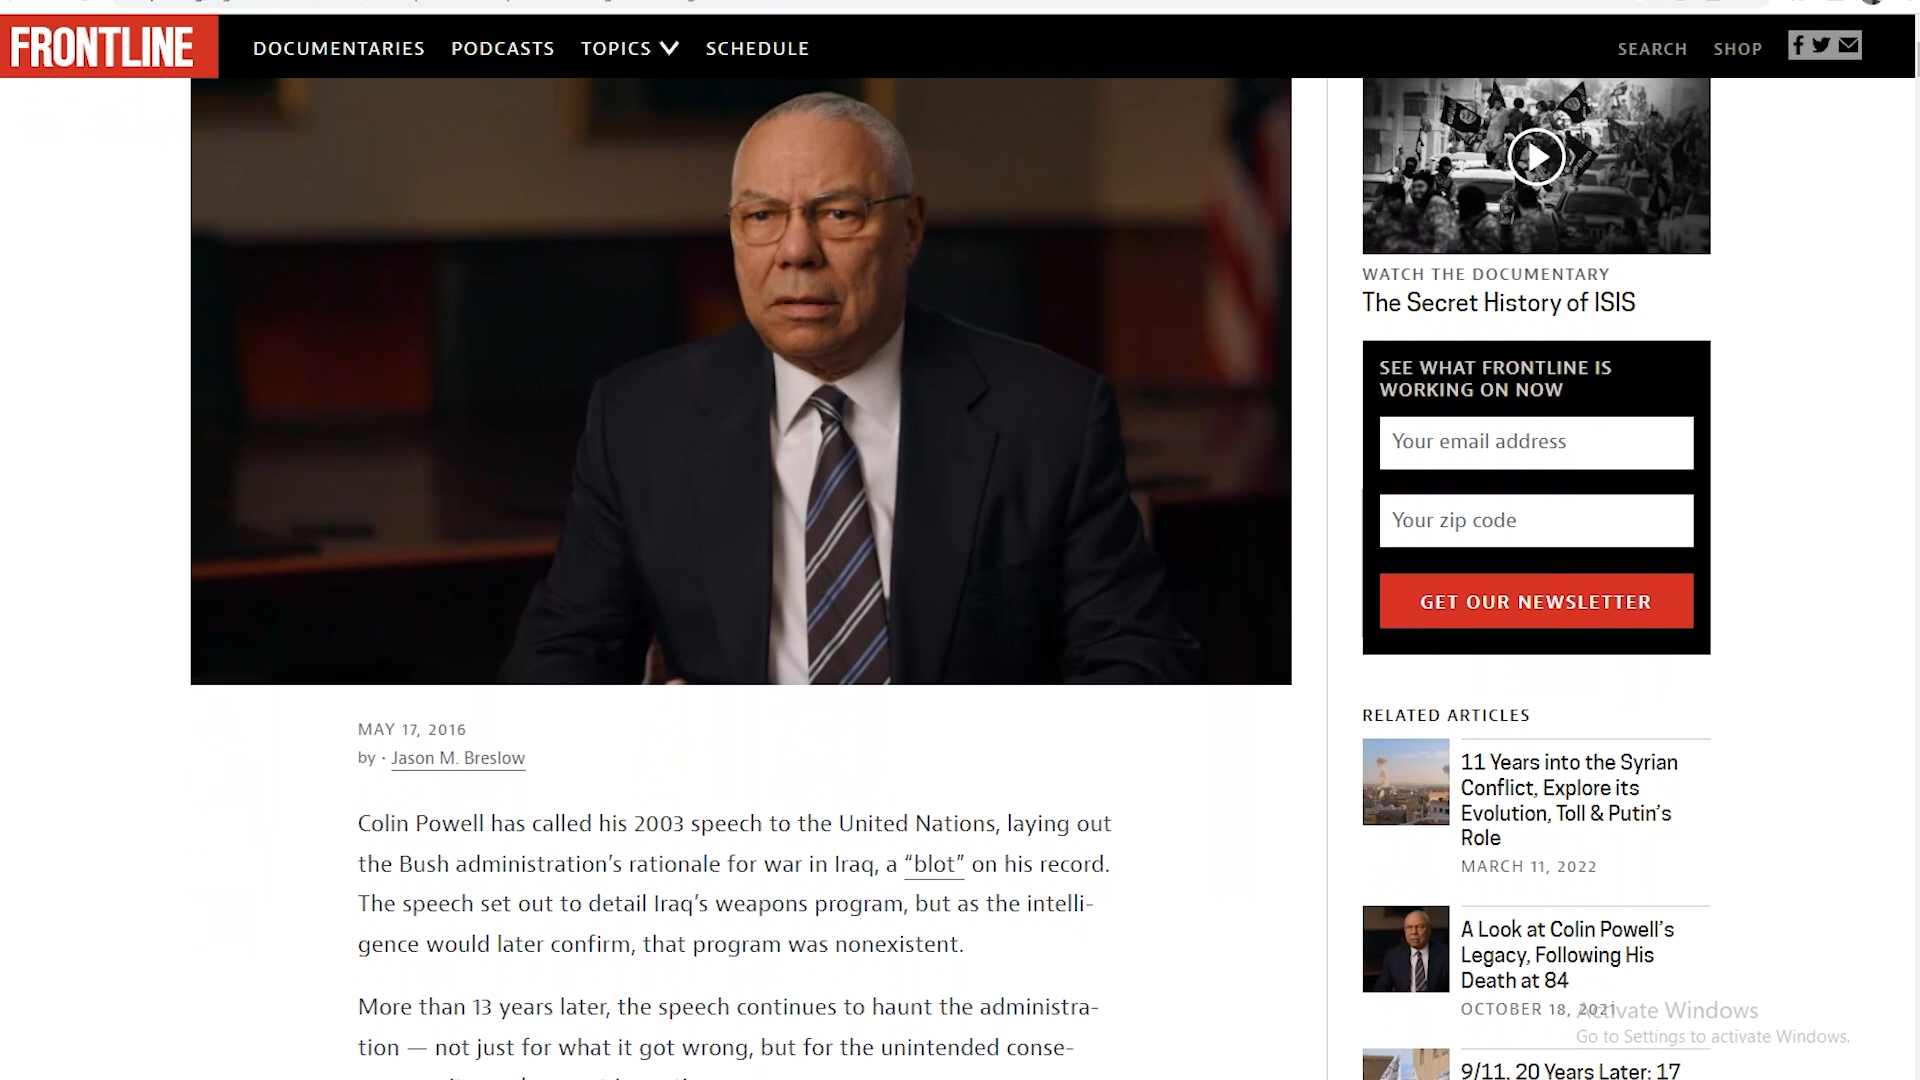 FRONTLINE
DOCUMENTARIES PODCASTS TOPICS SCHEDULE
SEARCH SHOP
MAY 17, 2016
by · Jason M. Breslow
Colin Powell has called his 2003 speech to the United Nations, laying out
the Bush administration’s rationale for war in Iraq, a “blot” on his record.
The speech set out to detail Iraq’s weapons program, but as the intelli-
gence would later confirm, that program was nonexistent.
More than 13 years later, the speech continues to haunt the administra-
tion — not just for what it got wrong, but for the unintended conse-
WATCH THE DOCUMENTARY
The Secret History of ISIS
SEE WHAT FRONTLINE IS
WORKING ON NOW
Your email address
Your zip code
GET OUR NEWSLETTER
RELATED ARTICLES
11 Years into the Syrian
Conflict, Explore its
Evolution, Toll & Putin’s
Role
MARCH 11, 2022
A Look at Colin Powell’s
Legacy, Following His
Death at 84
OCTOBER 18, 2021
9/11, 20 Years Later: 17
Activate Windows
Go to Settings to activate Windows.